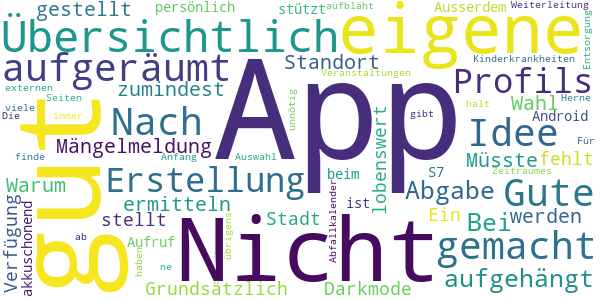 gestellt
persönlich
stützt
aufbläht
Ausserdem
Weiterleitung
Übersichtlich
eigene
Entsorgung
aufgeräumt
Standort
Kinderkrankheiten
externen
Seiten
Veranstaltungen
zumindest
App
Profils
viele
Herne
Die
immer
gut
Nach
unnötig
gibt
Wahl
Android
Mängelmeldung
Idee
halt
Für
finde
Anfang
Auswahl
Müsste
fehlt
Erstellung
beim
S7
Zeitraumes
Warum
lobenswert
Abgabe
Gute
Verfügung
akkuschonend
ermitteln
Abfallkalender
ist
Ein
werden
stellt
Stadt
Bei
Nicht
gemacht
ab
Aufruf
übrigens
haben
ne
aufgehängt
Grundsätzlich
Darkmode